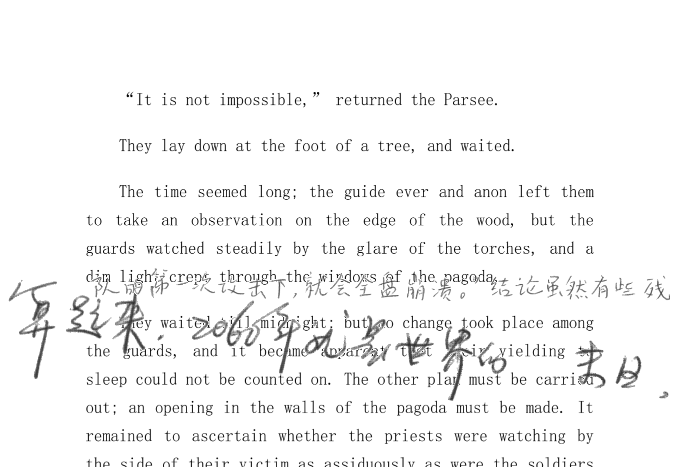 “It is not impossible,” returned the Parsee.
They lay down at the foot of a tree, and waited.
The time seemed long; the guide ever and anon left them
to take an observation on the edge of the wood, but the
guards watched steadily by the glare of the torches, and a
dim light crept through the windows of the pagoda.
队的第一次攻击下,就会全盘崩溃。结论虽然有些残
They waited till midnight; but no change took place among
算起来,2060年就是世界的末日。
the guards, and it became apparent that their yielding to
sleep could not be counted on. The other plan must be carried
out; an opening in the walls of the pagoda must be made. It
remained to ascertain whether the priests were watching by
the side of their victim as assiduously as were the soldiers